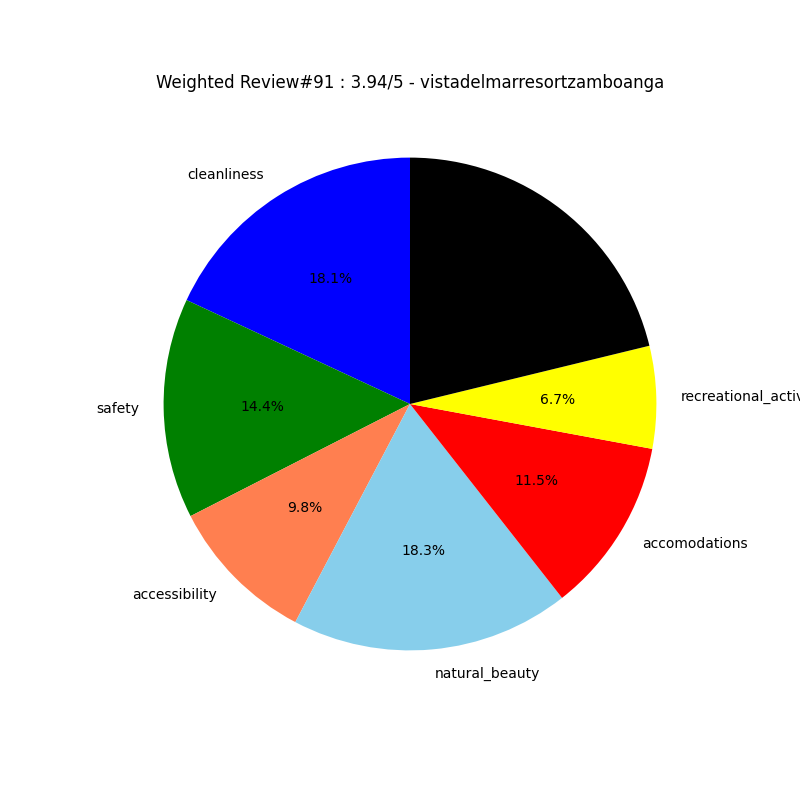 Weighted Review#91 : 3.94/5 - vistadelmarresortzamboanga
cleanliness
18.1%
safety
14.4%
accessibility
9.8%
natural_beauty
18.3%
accomodations
11.5%
recreational_activ
6.7%